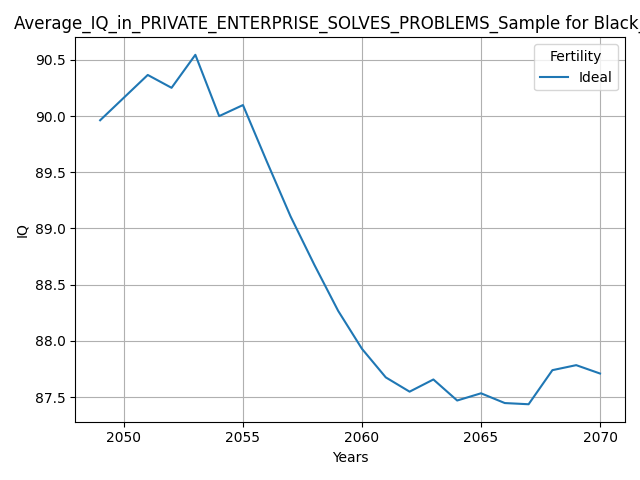 Average_IQ_in_PRIVATE_ENTERPRISE_SOLVES_PROBLEMS_Sample for Black_
Fertility
Ideal
90.5
90.0
89.5
89.0
88.5
88.0
87.5
IQ
2050 2055 2060 2065 2070
Years